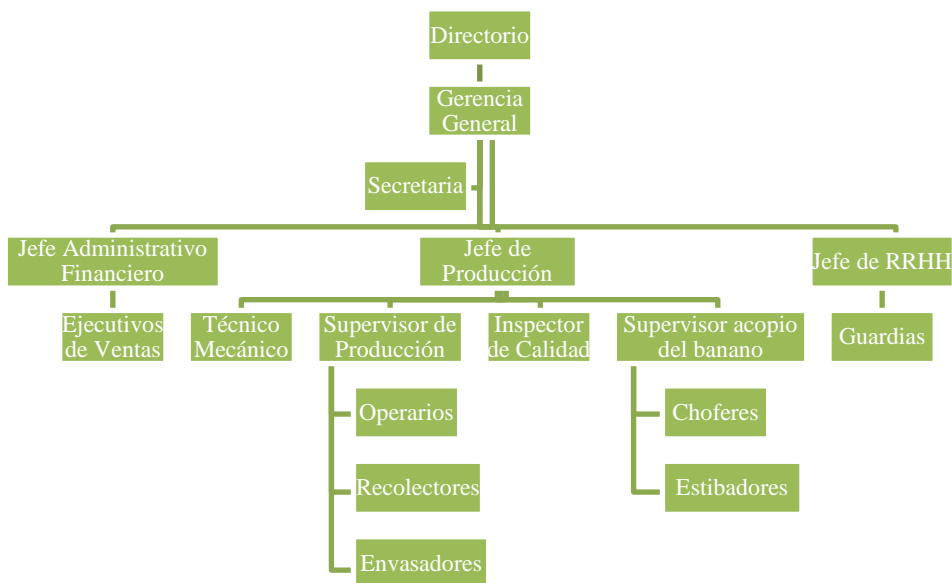 Directorio
Gerencia
General
Secretaria
Jefe Administrativo
Financiero
Jefe de
Producción
Jefe de RRHH
Ejecutivos
de Ventas
Técnico
Mecánico
Supervisor de
Producción
Inspector
de Calidad
Supervisor acopio
del banano
Guardias
Operarios
Recolectores
Envasadores
Choferes
Estibadores